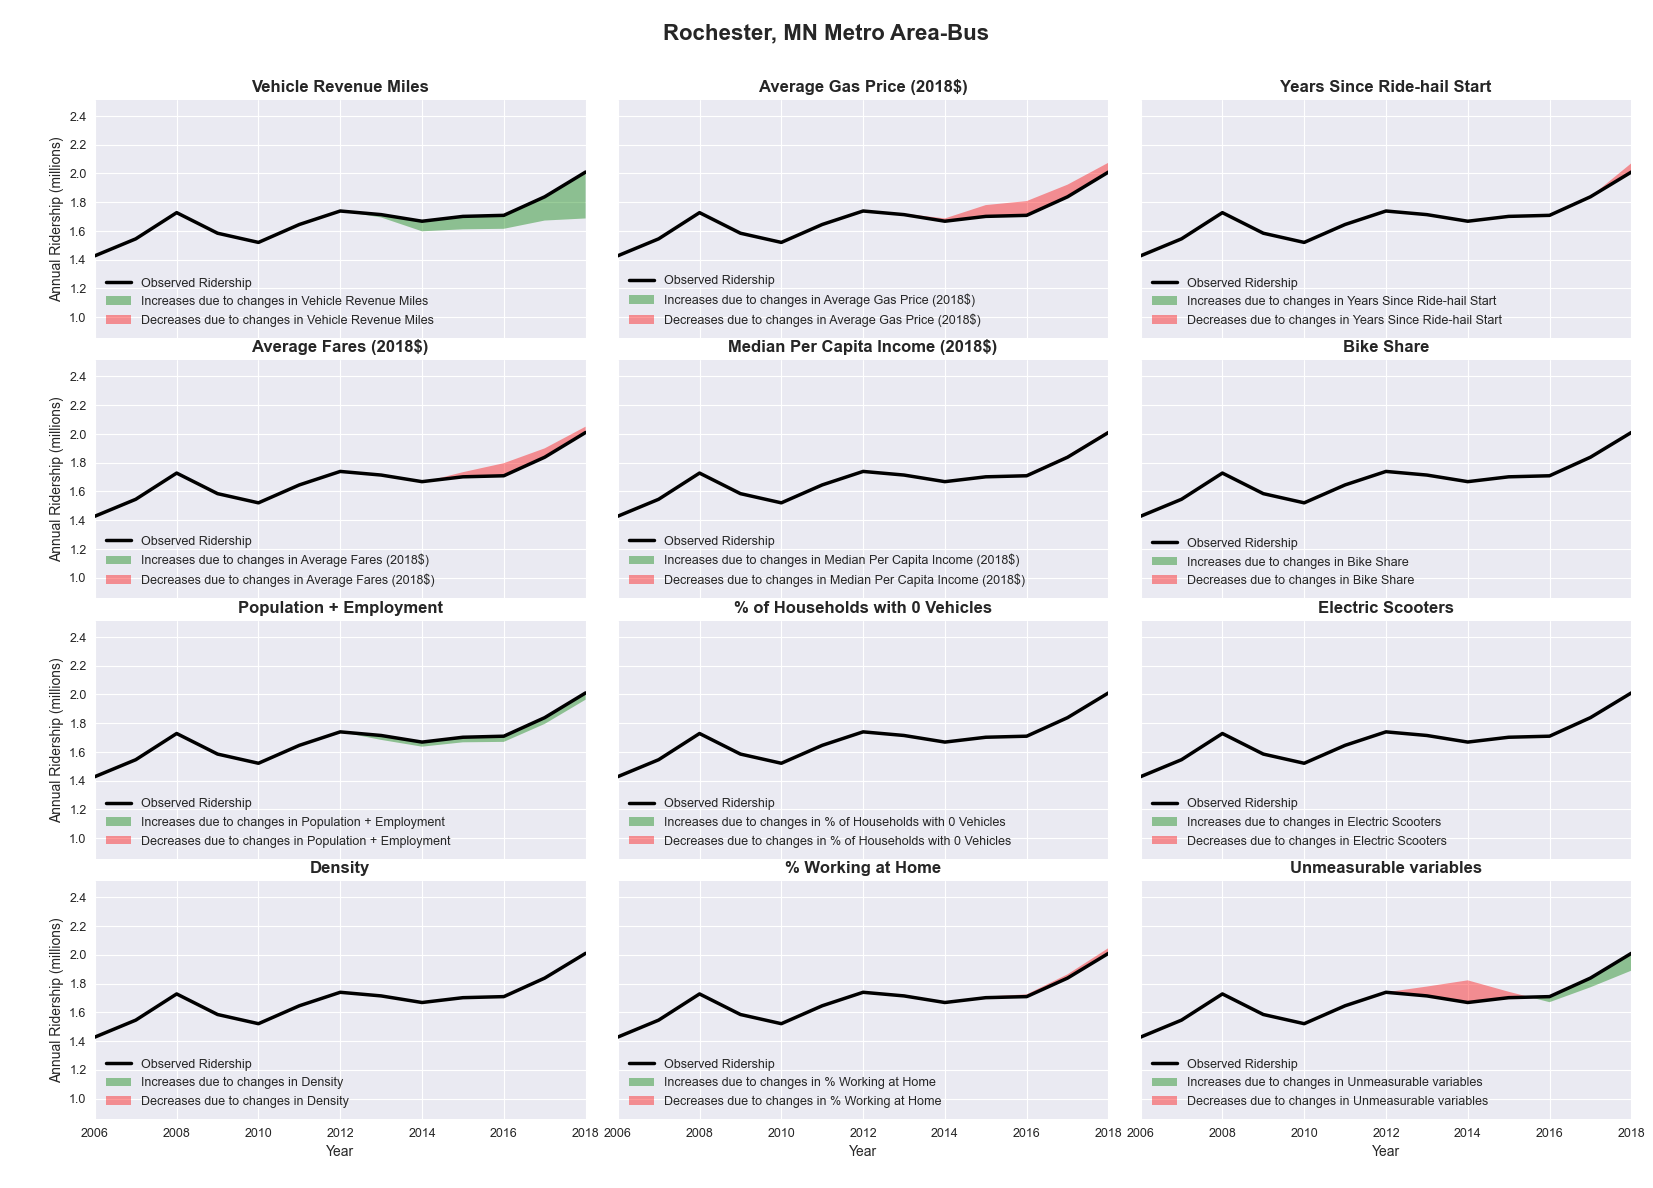 Rochester, MN Metro Area-Bus
Vehicle Revenue Miles
Annual Ridership (millions)
2.4
2.2
2.0
1.8
1.6
1.4
1.2
1.0
Observed Ridership
Increases due to changes in Vehicle Revenue Miles
Decreases due to changes in Vehicle Revenue Miles
Average Gas Price (2018$)
Observed Ridership
Increases due to changes in Average Gas Price (2018$)
Decreases due to changes in Average Gas Price (2018$)
Years Since Ride-hail Start
Observed Ridership
Increases due to changes in Years Since Ride-hail Start
Decreases due to changes in Years Since Ride-hail Start
Average Fares (2018$)
Annual Ridership (millions)
2.4
2.2
2.0
1.8
1.6
1.4
1.2
1.0
Observed Ridership
Increases due to changes in Average Fares (2018$)
Decreases due to changes in Average Fares (2018$)
Median Per Capita Income (2018$)
Observed Ridership
Increases due to changes in Median Per Capita Income (2018$)
Decreases due to changes in Median Per Capita Income (2018$)
Bike Share
Observed Ridership
Increases due to changes in Bike Share
Decreases due to changes in Bike Share
Population + Employment
Annual Ridership (millions)
2.4
2.2
2.0
1.8
1.6
1.4
1.2
1.0
Observed Ridership
Increases due to changes in Population + Employment
Decreases due to changes in Population + Employment
% of Households with 0 Vehicles
Observed Ridership
Increases due to changes in % of Households with 0 Vehicles
Decreases due to changes in % of Households with 0 Vehicles
Electric Scooters
Observed Ridership
Increases due to changes in Electric Scooters
Decreases due to changes in Electric Scooters
Density
Annual Ridership (millions)
2.4
2.2
2.0
1.8
1.6
1.4
1.2
1.0
Observed Ridership
Increases due to changes in Density
Decreases due to changes in Density
2006 2008 2010 2012 2014 2016 2018
Year
% Working at Home
Observed Ridership
Increases due to changes in % Working at Home
Decreases due to changes in % Working at Home
2006 2008 2010 2012 2014 2016 2018
Year
Unmeasurable variables
Observed Ridership
Increases due to changes in Unmeasurable variables
Decreases due to changes in Unmeasurable variables
2006 2008 2010 2012 2014 2016 2018
Year